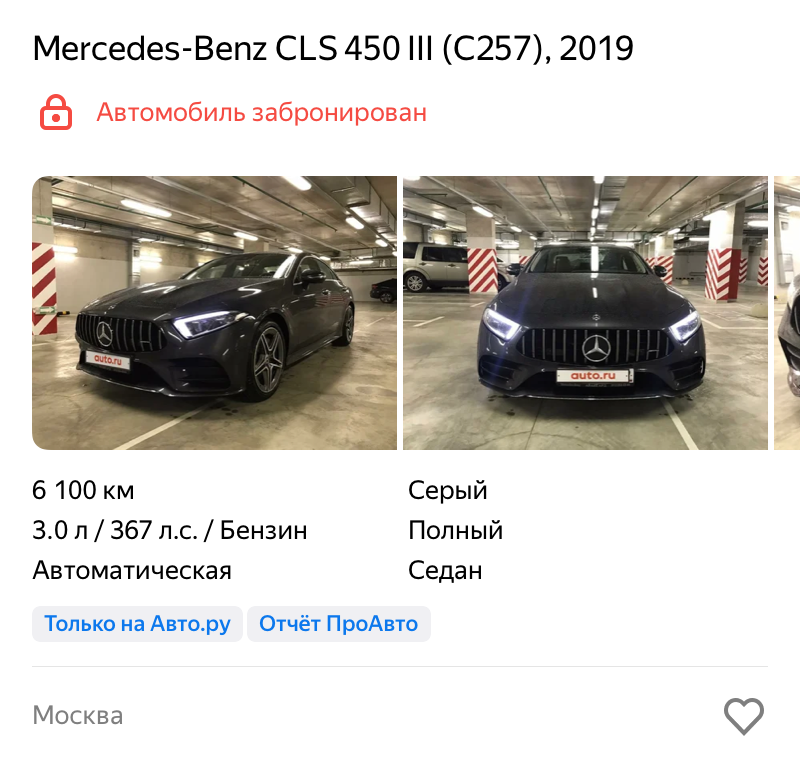 Mercedes-Benz CLS 450 III (C257), 2019
Автомобиль забронирован
auto.ru
auto.ru
6 100 км
Серый
3.0 л / 367 л.с. / Бензин
Полный
Автоматическая
Седан
Только на Авто.ру
Отчёт ПроАвто
Москва